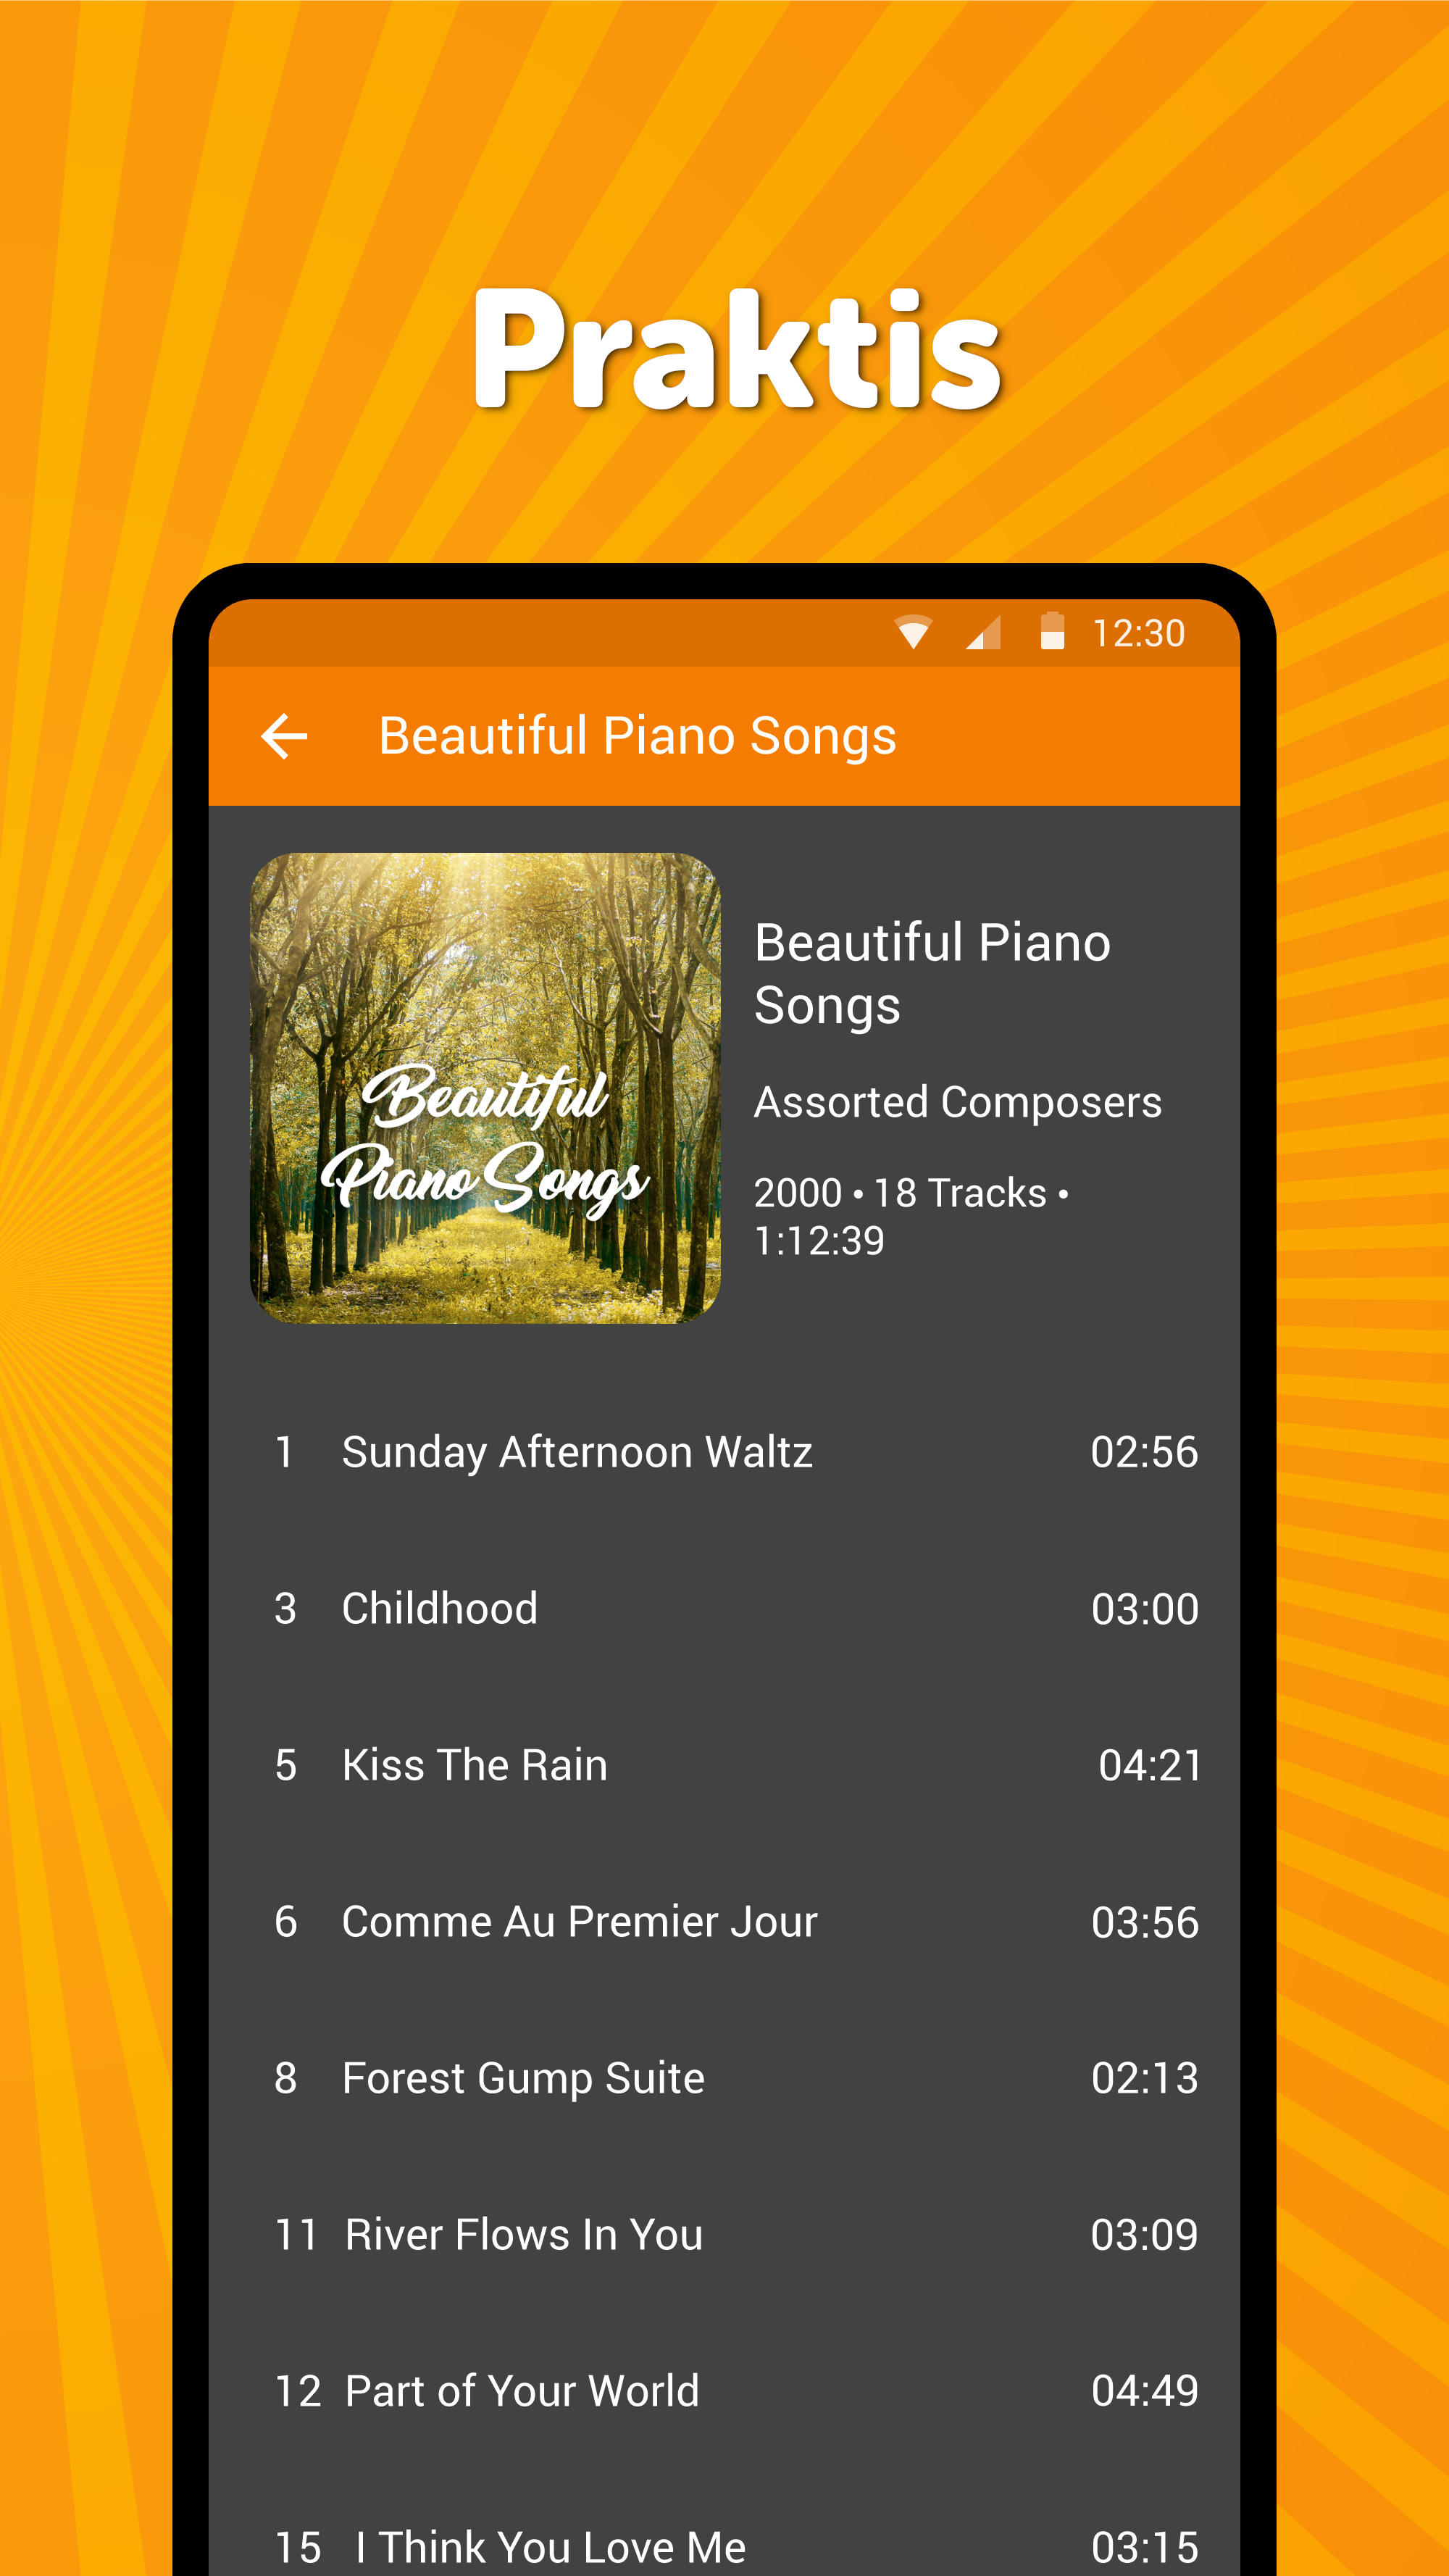 Praktis
12:30
Beautiful Piano Songs
Beautiful
Piano Songs
Beautiful Piano
Songs
Assorted Composers
2000 • 18 Tracks •
1:12:39
1 Sunday Afternoon Waltz 02:56
3 Childhood 03:00
5 Kiss The Rain 04:21
6 Comme Au Premier Jour 03:56
8 Forest Gump Suite 02:13
11 River Flows In You 03:09
12 Part of Your World 04:49
15 I Think You Love Me 03:15